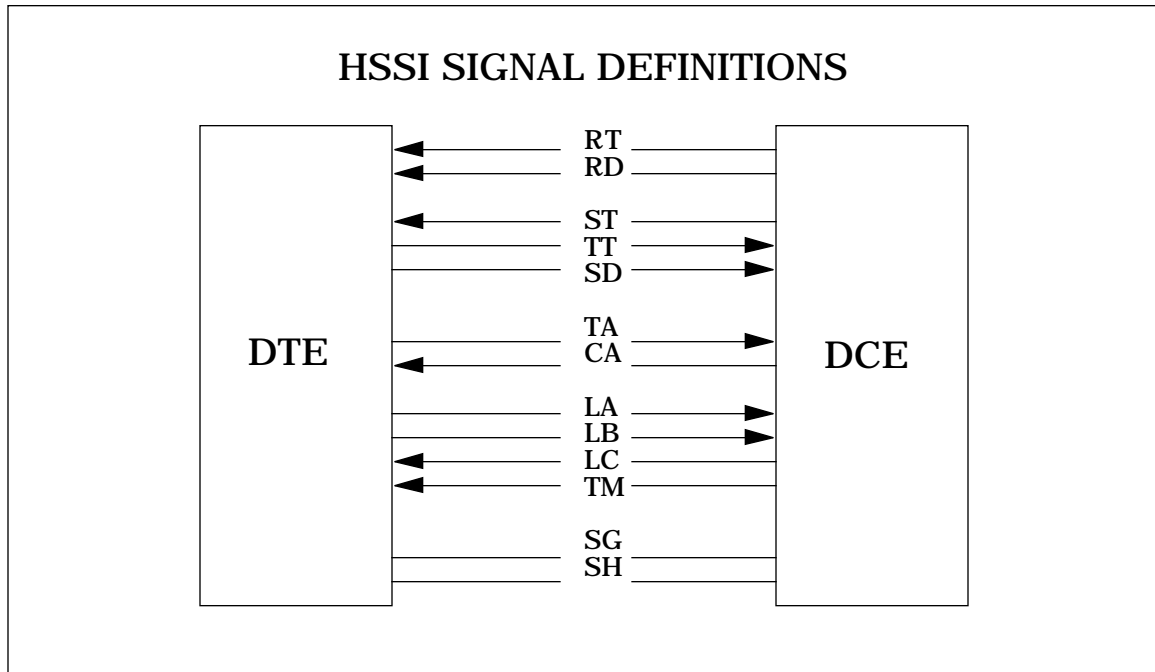 HSSI SIGNAL DEFINITIONS
RT
RD
ST
TT
SD
TA
CA
DTE
DCE
LA
LB
LC
TM
SG
SH